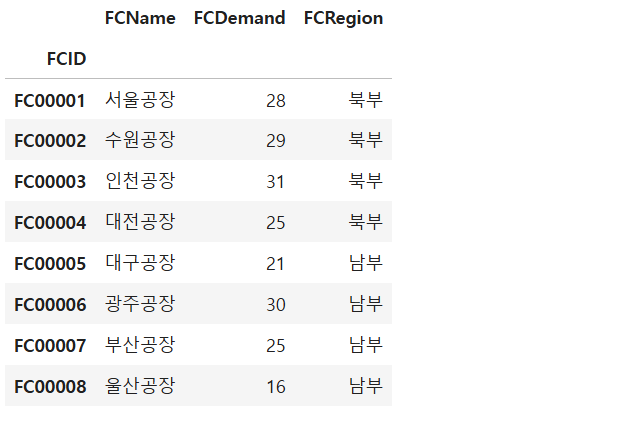 FCName FCDemand FCRegion
FCID
FC00001 서울공장 28 북부
FC00002 수원공장 29 북부
FC00003 인천공장 31 북부
FC00004 대전공장 25 북부
FC00005 대구공장 21 남부
FC00006 광주공장 30 남부
FC00007 부산공장 25 남부
FC00008 울산공장 16 남부